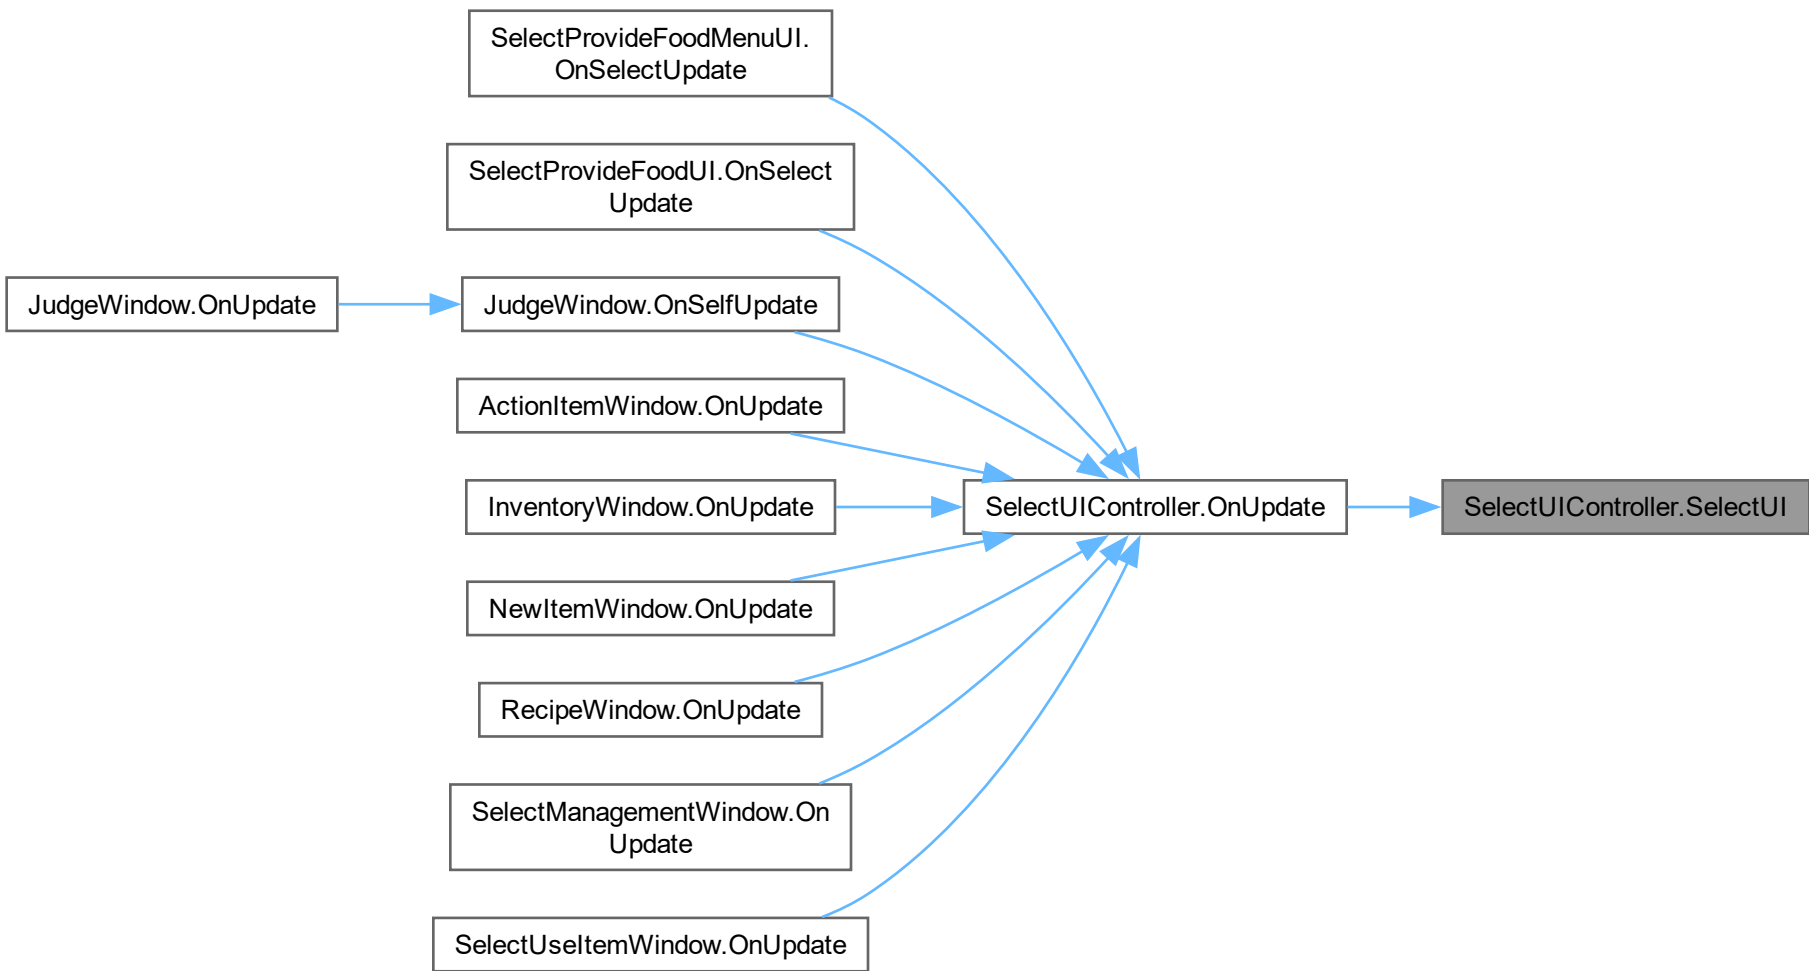 SelectProvideFoodMenuUI.
OnSelectUpdate
SelectProvideFoodUI.OnSelect
Update
JudgeWindow.OnUpdate
JudgeWindow.OnSelfUpdate
ActionItemWindow.OnUpdate
InventoryWindow.OnUpdate
SelectUIController.OnUpdate
SelectUIController.SelectUI
NewItemWindow.OnUpdate
RecipeWindow.OnUpdate
SelectManagementWindow.On
Update
SelectUseItemWindow.OnUpdate